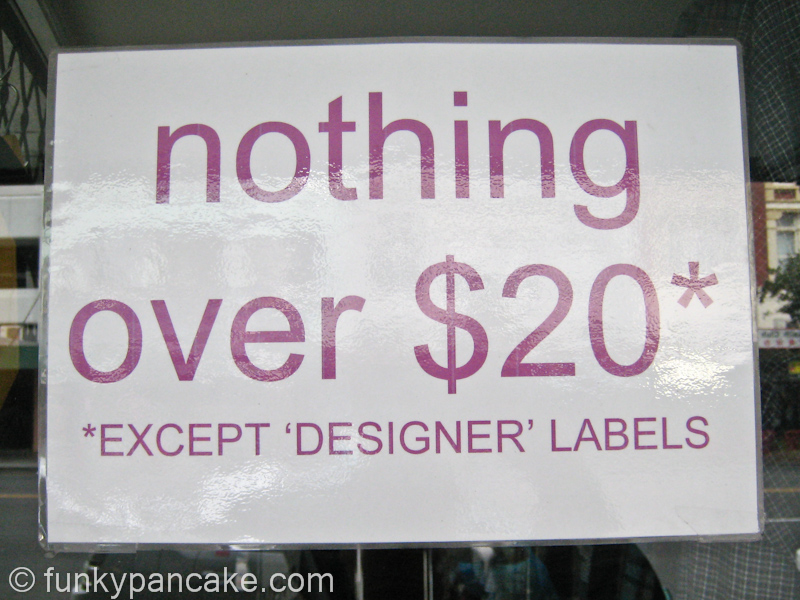 nothing
over $20*
*EXCEPT ‘DESIGNER’ LABELS
© funkypancake.com